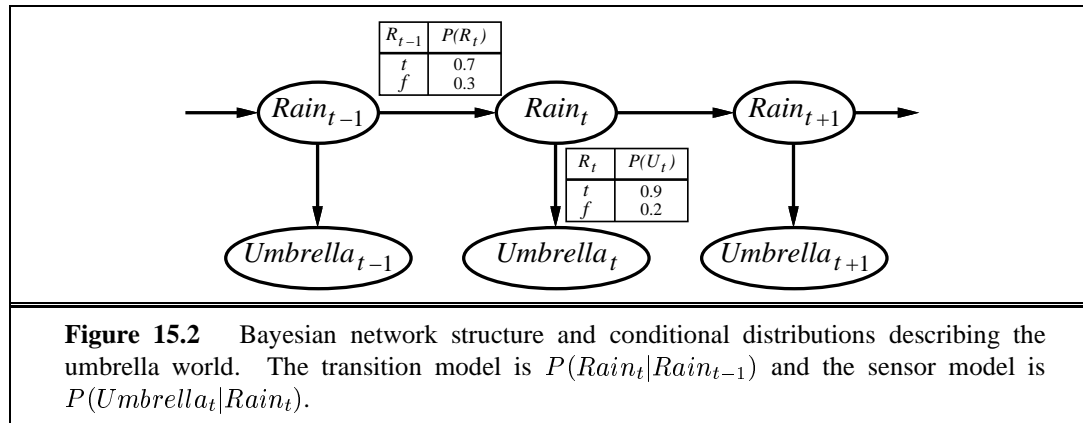 R_{t-1} P(R_t)
t 0.7
f 0.3
Rain_{t-1} Rain_t Rain_{t+1}
R_t P(U_t)
t 0.9
f 0.2
Umbrella_{t-1} Umbrella_t Umbrella_{t+1}
Figure 15.2 Bayesian network structure and conditional distributions describing the
umbrella world. The transition model is P(Rain_t|Rain_{t-1}) and the sensor model is
P(Umbrella_t|Rain_t).